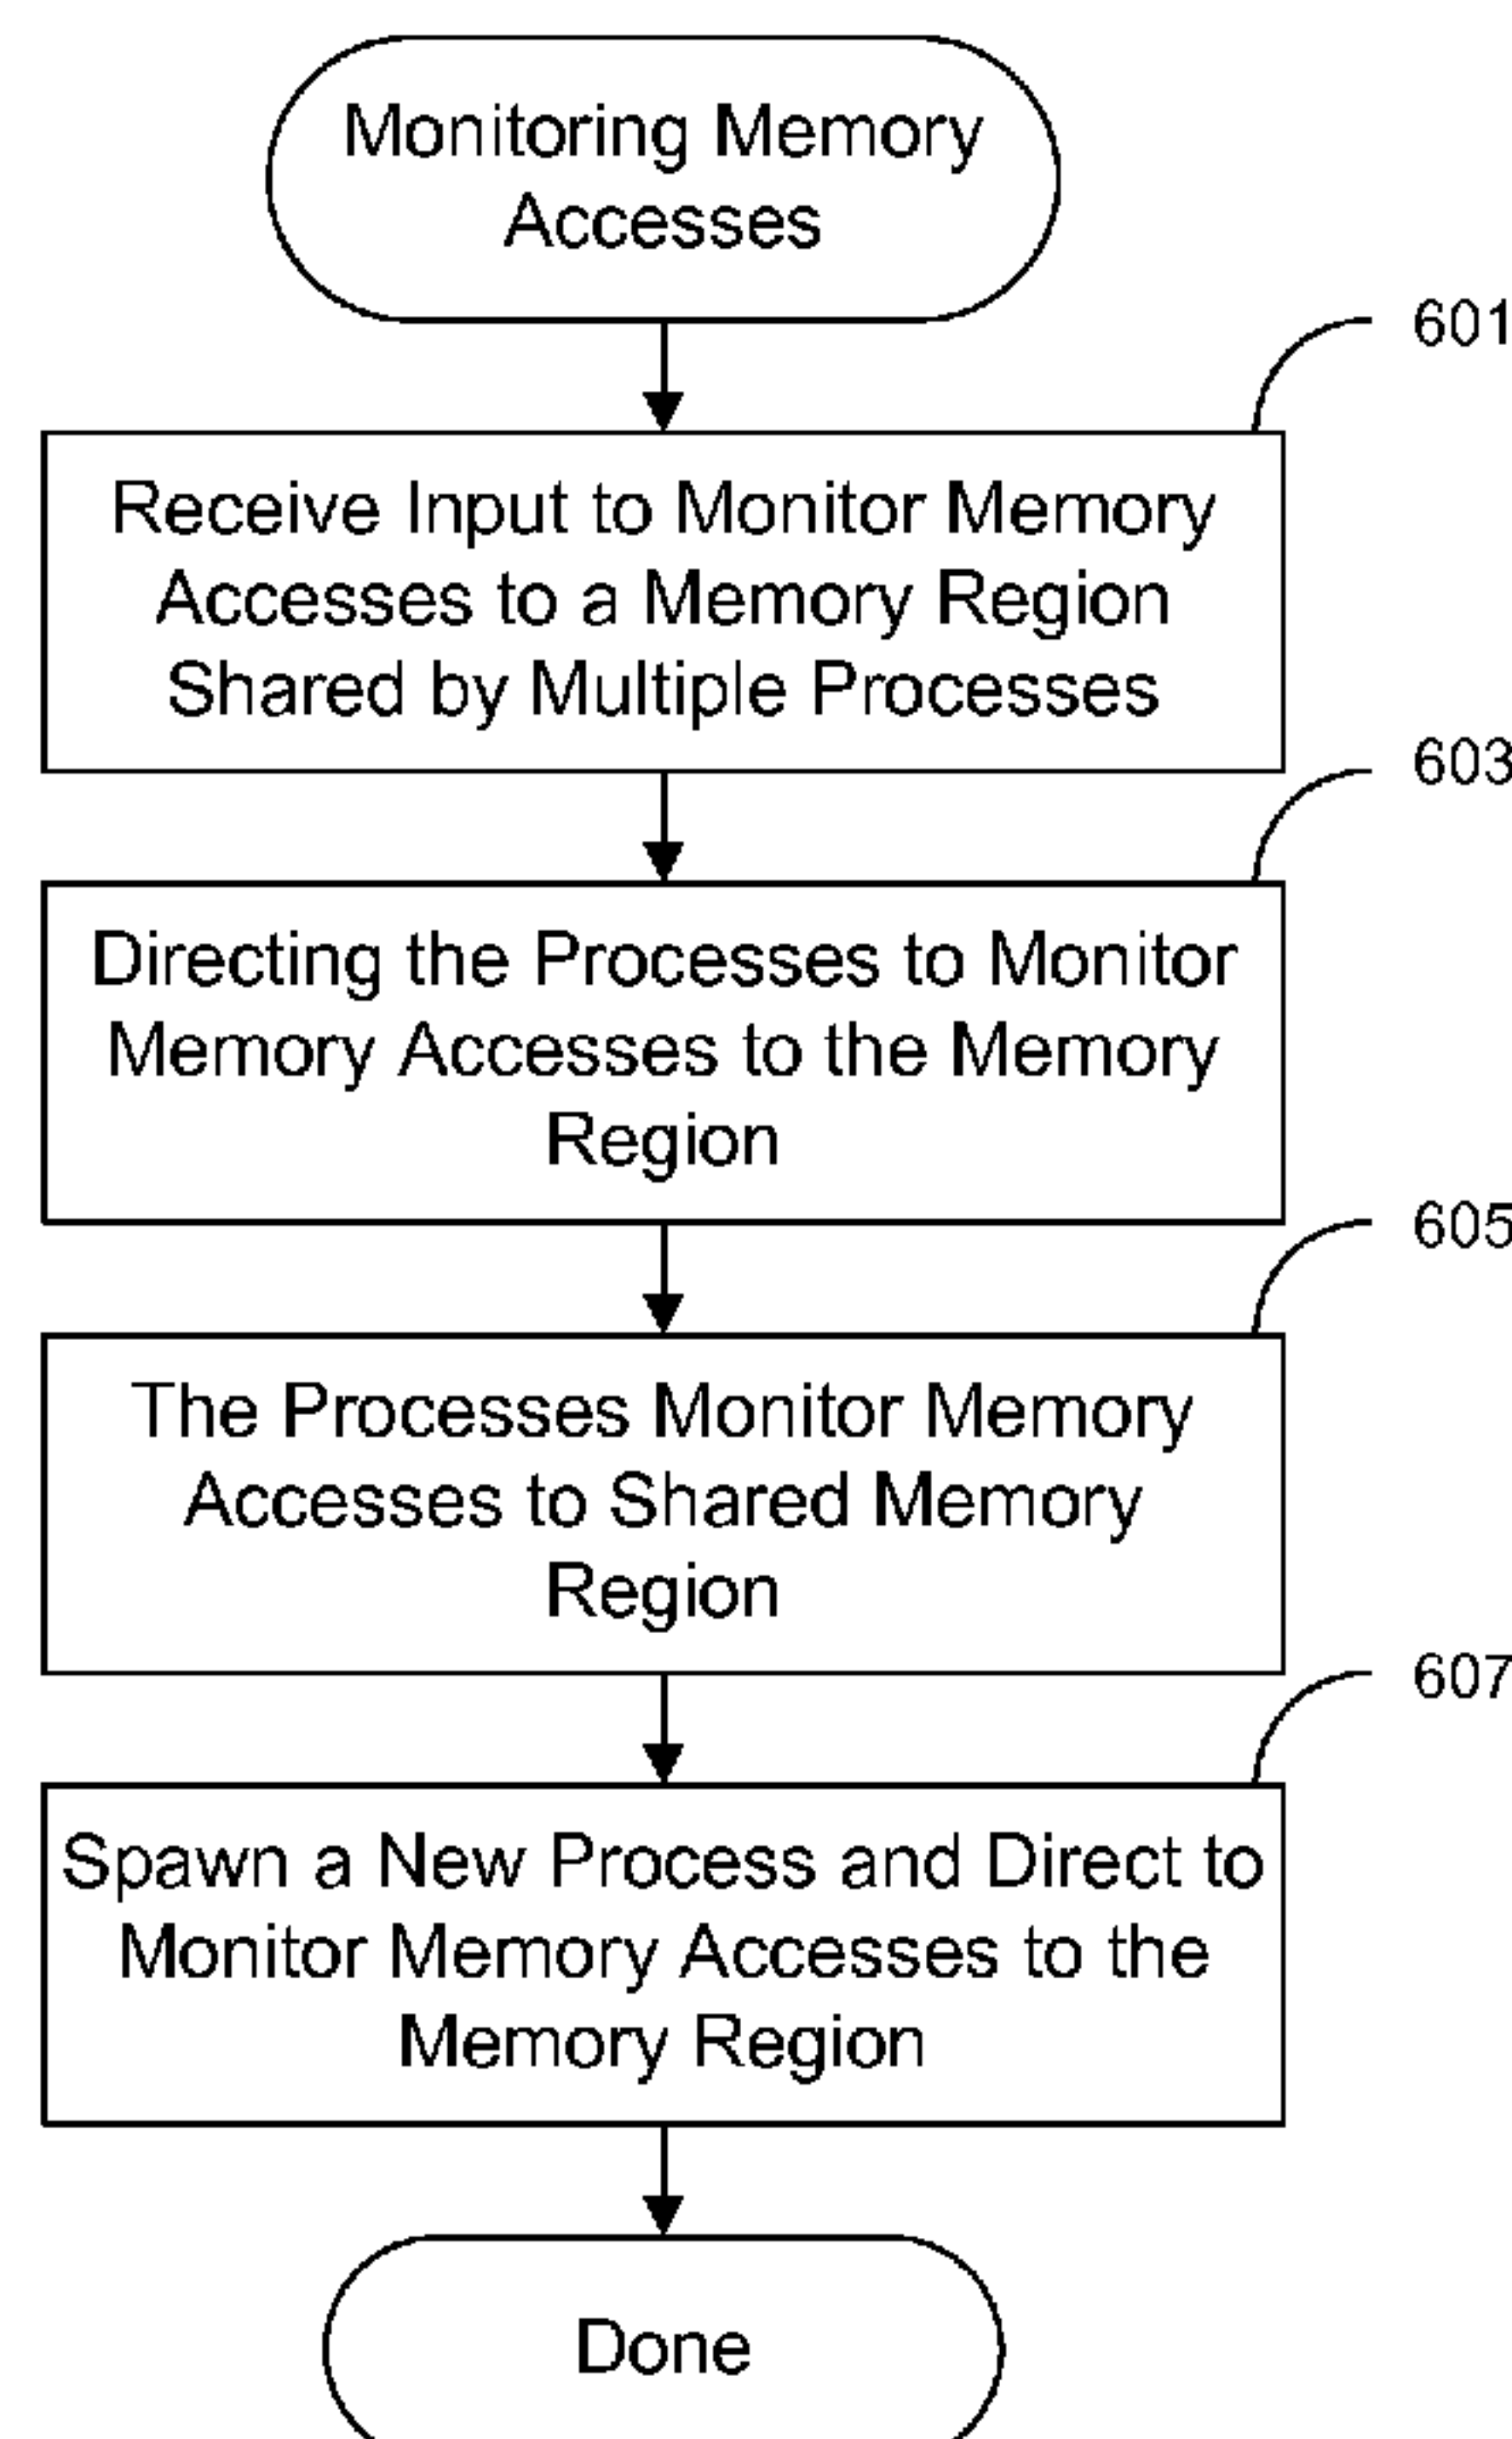 Monitoring Memory
Accesses
601
Receive Input to Monitor Memory
Accesses to a Memory Region
Shared by Multiple Processes
603
Directing the Processes to Monitor
Memory Accesses to the Memory
Region
605
The Processes Monitor Memory
Accesses to Shared Memory
Region
607
Spawn a New Process and Direct to
Monitor Memory Accesses to the
Memory Region
Done